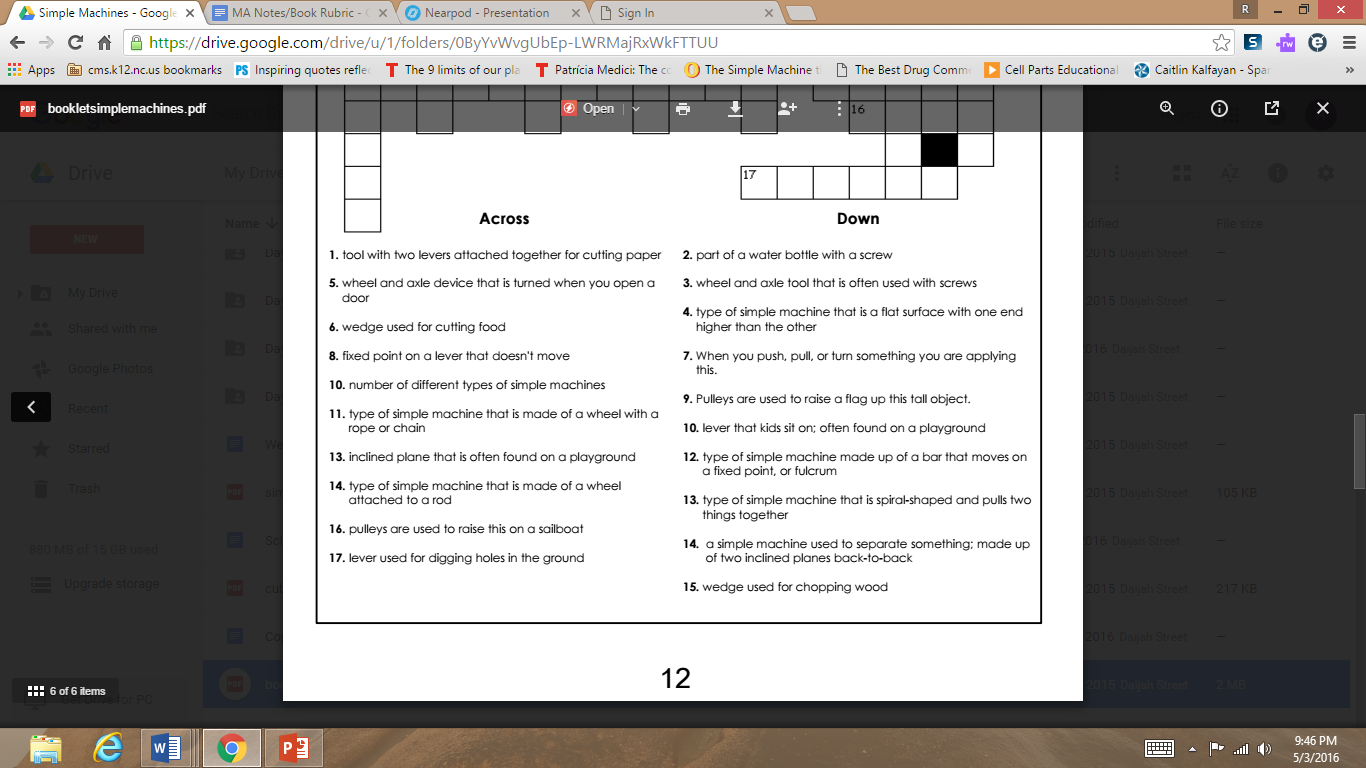 Simple Machines - Google
MA Notes/Book Rubric -
Nearpod - Presentation
Sign In
R
https://drive.google.com/drive/u/1/folders/0ByYvWvgUbEp-LWRMajRxWkFTTUU
Apps
cms.k12.nc.us bookmarks
Inspiring quotes reflec
The 9 limits of our pla
Patrícia Medici: The co
The Simple Machine
The Best Drug Comme
Cell Parts Educational
Caitlin Kalfayan - Spar
»
PDF bookletsimplemachines.pdf
Open
16
17
Drive
My Drive
Name
File size
NEW
My Drive
Shared with me
Google Photos
Recent
Starred
Trash
Upgrade storage
Across
1. tool with two levers attached together for cutting paper
5. wheel and axle device that is turned when you open a
door
6. wedge used for cutting food
8. fixed point on a lever that doesn't move
10. number of different types of simple machines
11. type of simple machine that is made of a wheel with a
rope or chain
13. inclined plane that is often found on a playground
14. type of simple machine that is made of a wheel
attached to a rod
16. pulleys are used to raise this on a sailboat
17. lever used for digging holes in the ground
Down
2. part of a water bottle with a screw
3. wheel and axle tool that is often used with screws
4. type of simple machine that is a flat surface with one end
higher than the other
7. When you push, pull, or turn something you are applying
this.
9. Pulleys are used to raise a flag up this tall object.
10. lever that kids sit on; often found on a playground
12. type of simple machine made up of a bar that moves on
a fixed point, or fulcrum
13. type of simple machine that is spiral-shaped and pulls two
things together
14. a simple machine used to separate something; made up
of two inclined planes back-to-back
15. wedge used for chopping wood
12
105 KB
217 KB
2015 Daijah Street
2 MB
6 of 6 items
9:46 PM
5/3/2016